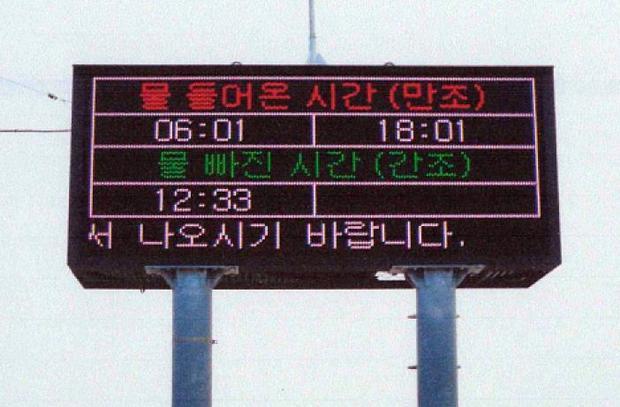 물 들어온 시간(만조)
06:01 18:01
물 빠진 시간(간조)
12:33
서 나오시기 바랍니다.